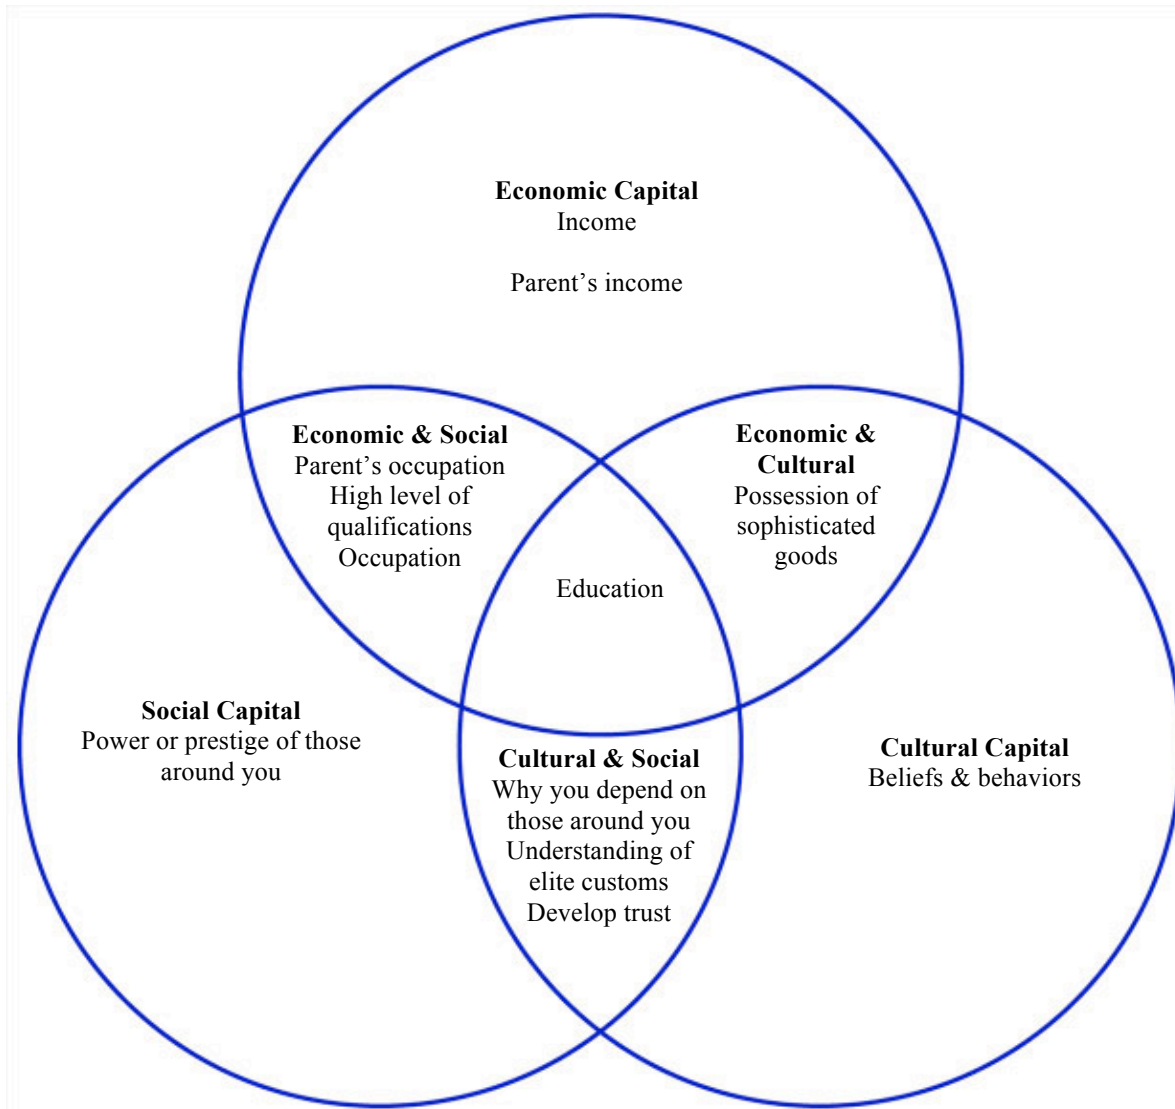 Economic Capital
Income
Parent’s income
Economic & Social
Parent’s occupation
High level of
qualifications
Occupation
Economic &
Cultural
Possession of
sophisticated
goods
Education
Social Capital
Power or prestige of those
around you
Cultural & Social
Why you depend on
those around you
Understanding of
elite customs
Develop trust
Cultural Capital
Beliefs & behaviors